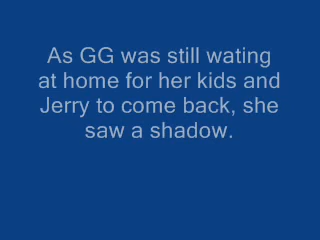 As GG was still wating
at home for her kids and
Jerry to come back, she
saw a shadow.